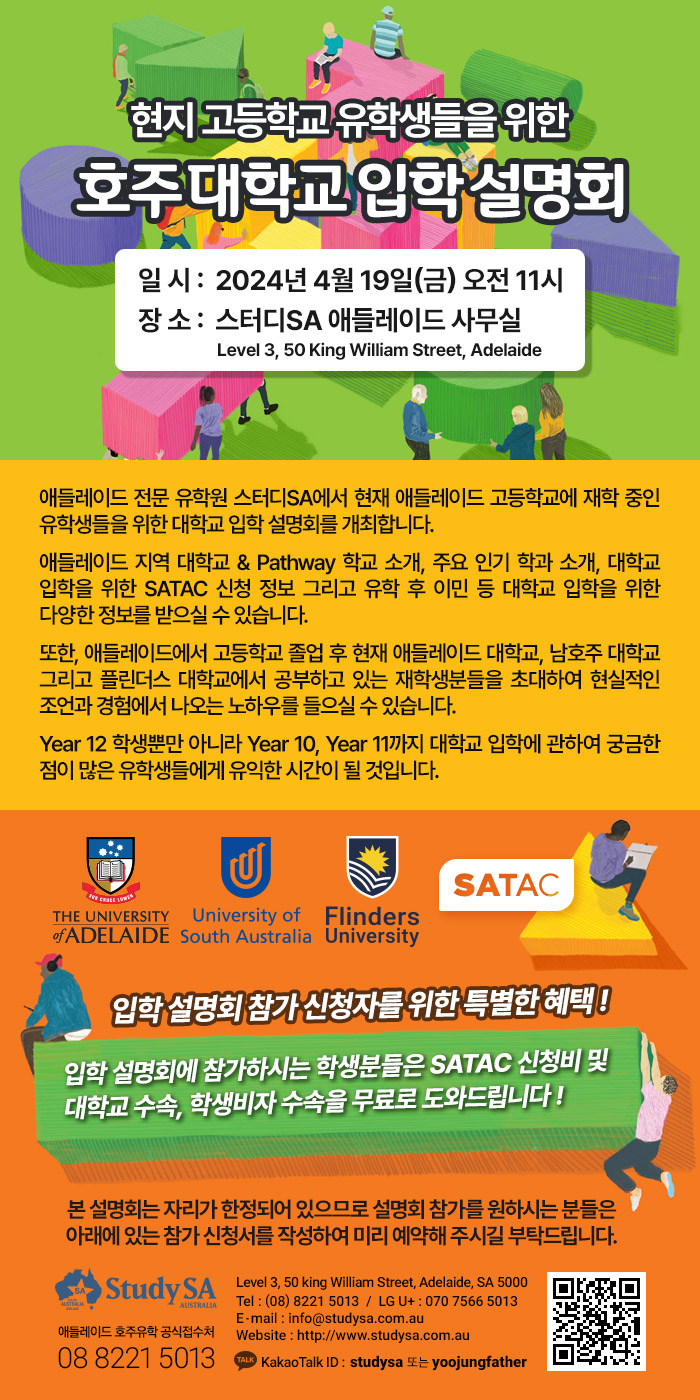 현지 고등학교 유학생들을 위한
호주 대학교 입학 설명회
일 시 : 2024년 4월 19일(금) 오전 11시
장 소 : 스터디SA 애들레이드 사무실
Level 3, 50 King William Street, Adelaide
애들레이드 전문 유학원 스터디SA에서 현재 애들레이드 고등학교에 재학 중인
유학생들을 위한 대학교 입학 설명회를 개최합니다.
애들레이드 지역 대학교 & Pathway 학교 소개, 주요 인기 학과 소개, 대학교
입학을 위한 SATAC 신청 정보 그리고 유학 후 이민 등 대학교 입학을 위한
다양한 정보를 받으실 수 있습니다.
또한, 애들레이드에서 고등학교 졸업 후 현재 애들레이드 대학교, 남호주 대학교
그리고 플린더스 대학교에서 공부하고 있는 재학생분들을 초대하여 현실적인
조언과 경험에서 나오는 노하우를 들으실 수 있습니다.
Year 12 학생뿐만 아니라 Year 10, Year 11까지 대학교 입학에 관하여 궁금한
점이 많은 유학생들에게 유익한 시간이 될 것입니다.
SUB CRUCE LUMEN
THE UNIVERSITY
of ADELAIDE
University of
South Australia
Flinders
University
SATAC
입학 설명회 참가 신청자를 위한 특별한 혜택 !
입학 설명회에 참가하시는 학생분들은 SATAC 신청비 및
대학교 수속, 학생비자 수속을 무료로 도와드립니다 !
본 설명회는 자리가 한정되어 있으므로 설명회 참가를 원하시는 분들은
아래에 있는 참가 신청서를 작성하여 미리 예약해 주시길 부탁드립니다.
SA
Study SA
AUSTRALIA
애들레이드 호주유학 공식접수처
08 8221 5013
Level 3, 50 king William Street, Adelaide, SA 5000
Tel : (08) 8221 5013 / LG U+ : 070 7566 5013
E-mail : info@studysa.com
Website : http://www.studysa.com.au
TALK KakaoTalk ID : studysa 또는 yoojungfather